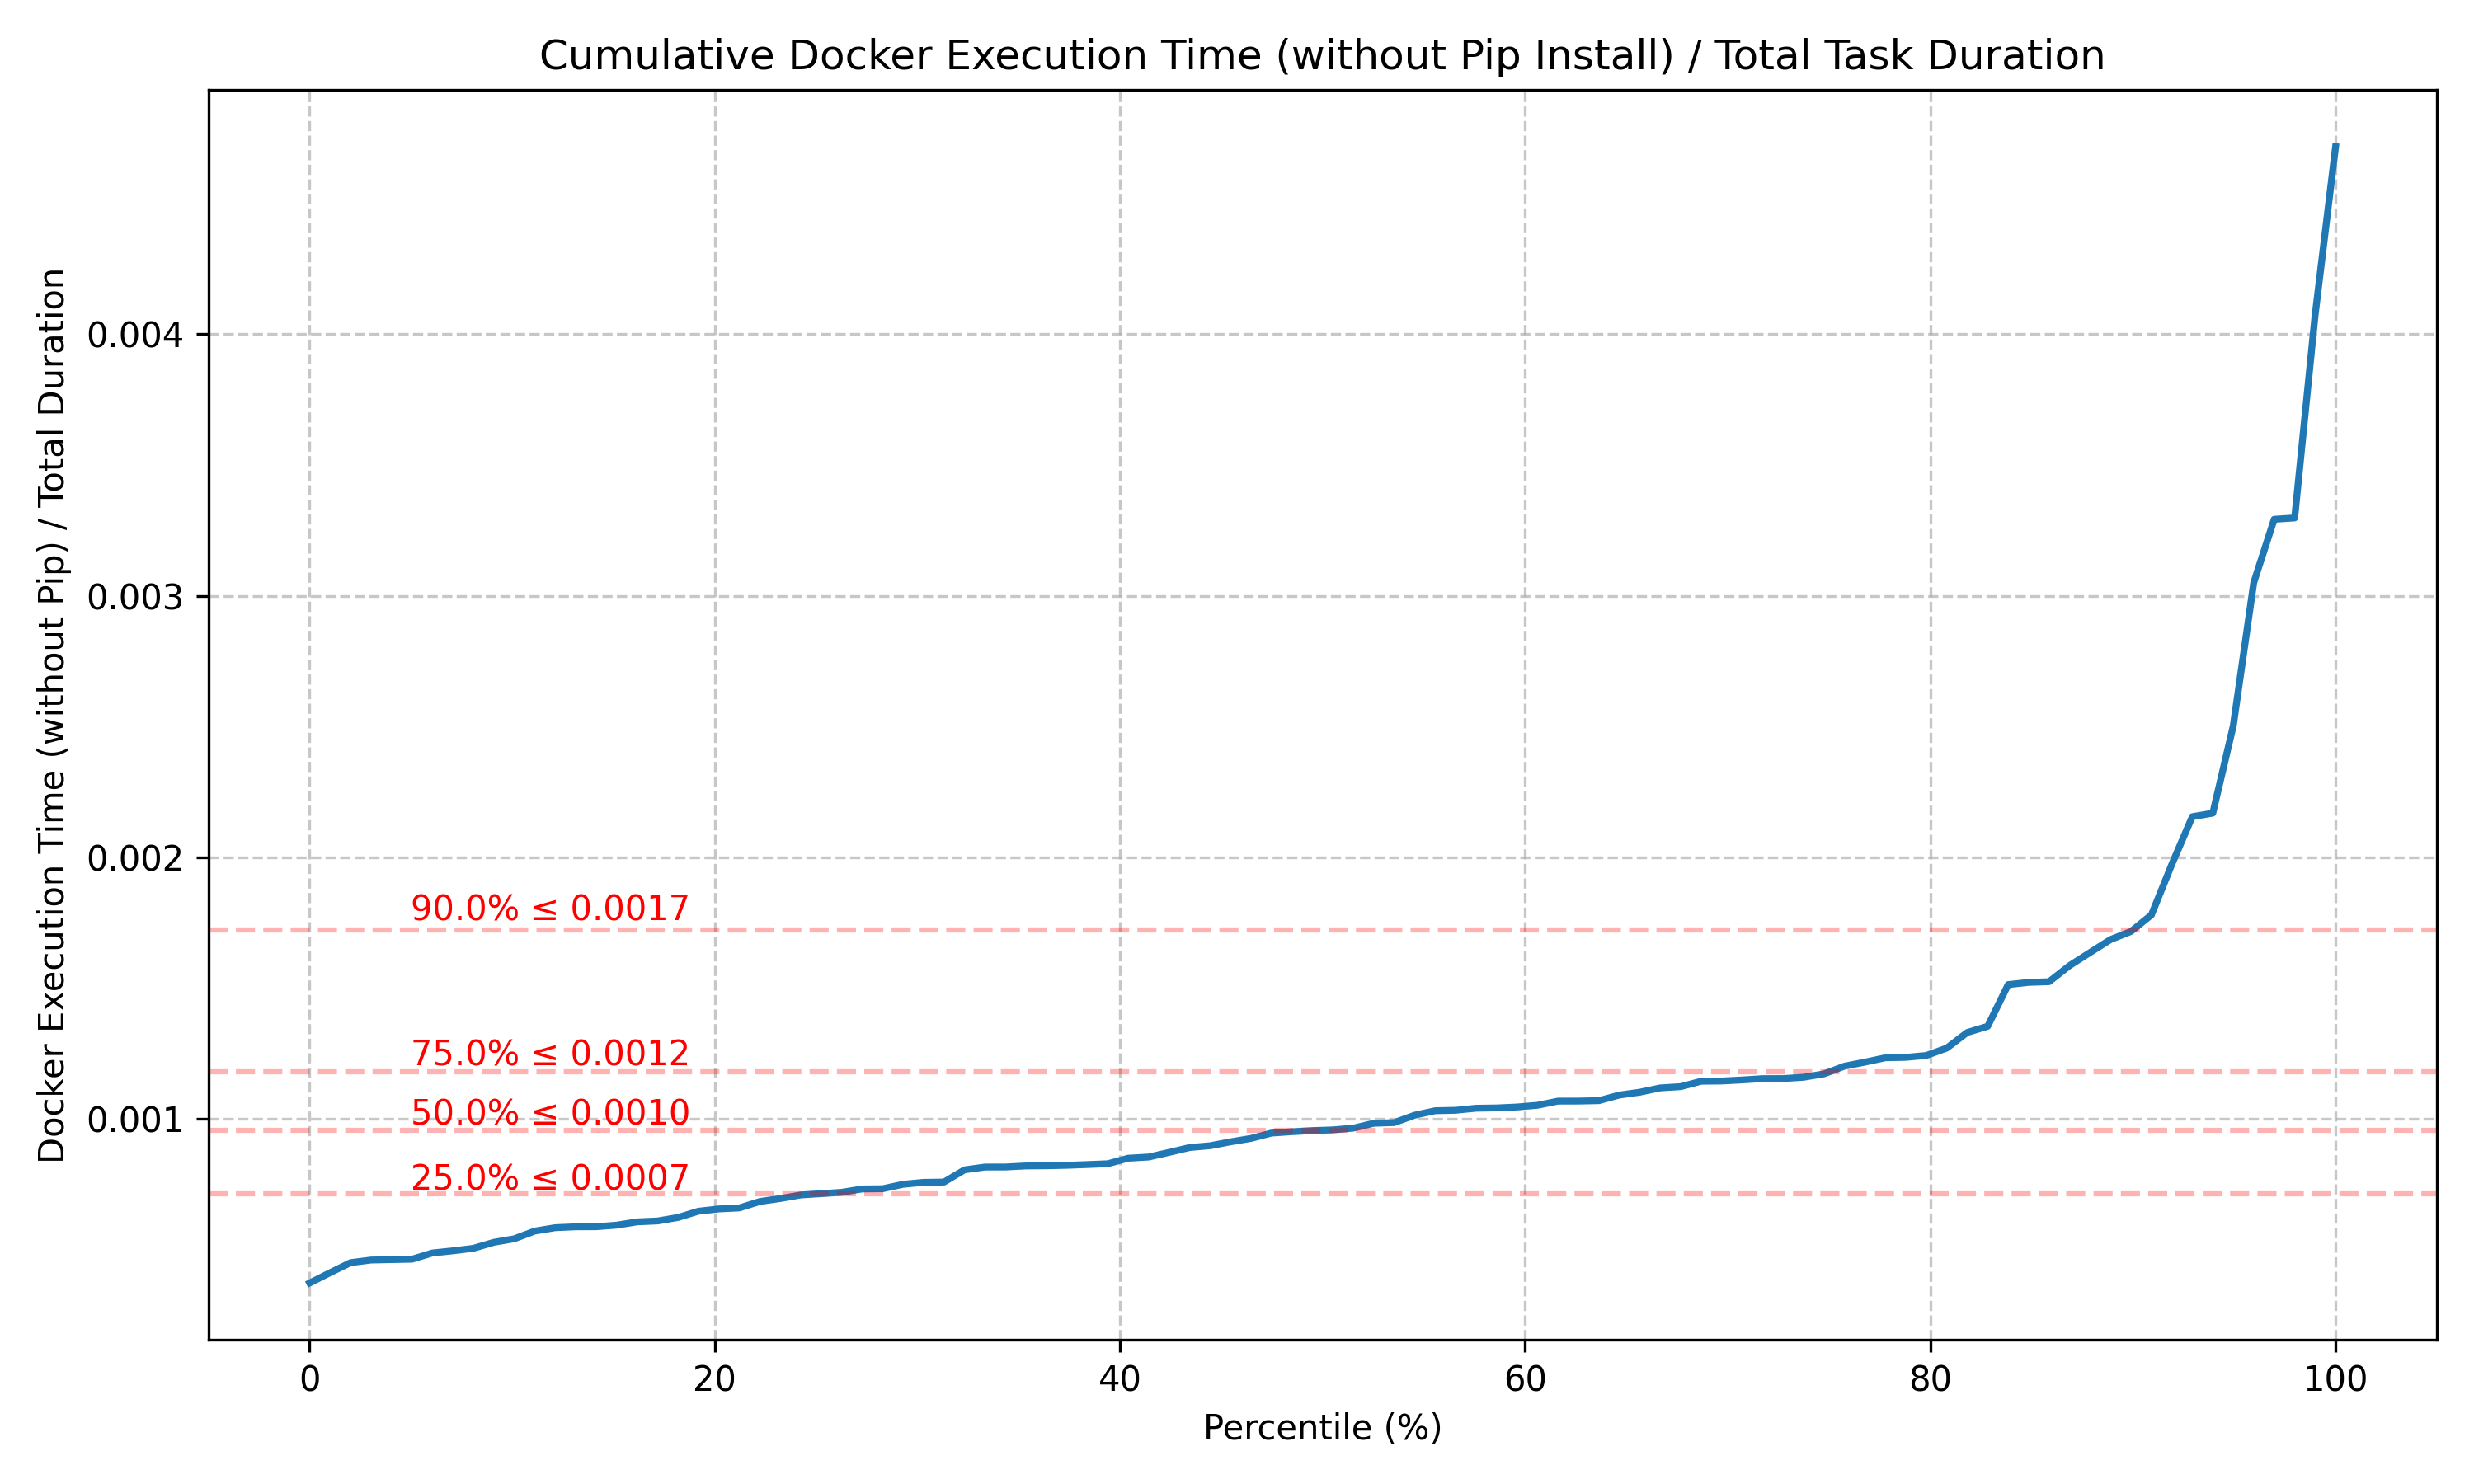 Cumulative Docker Execution Time (without Pip Install) / Total Task Duration
Docker Execution Time (without Pip) / Total Duration
0.004
0.003
0.002
0.001
90.0% ≤ 0.0017
75.0% ≤ 0.0012
50.0% ≤ 0.0010
25.0% ≤ 0.0007
0 20 40 60 80 100
Percentile (%)